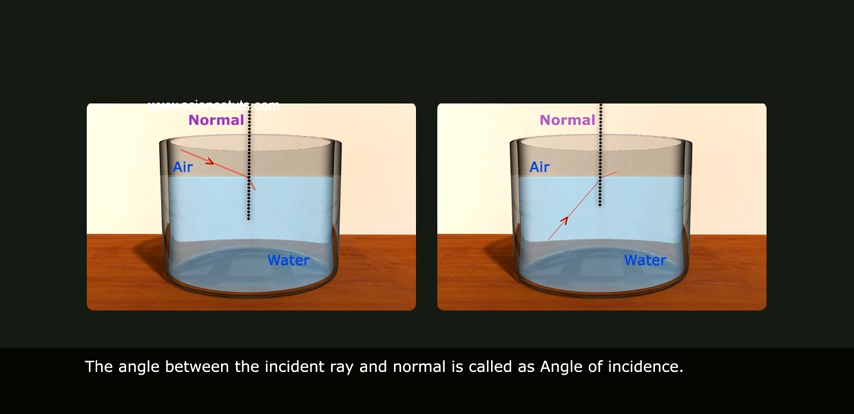 Normal
Air
Water
Normal
Air
Water
The angle between the incident ray and normal is called as Angle of incidence.